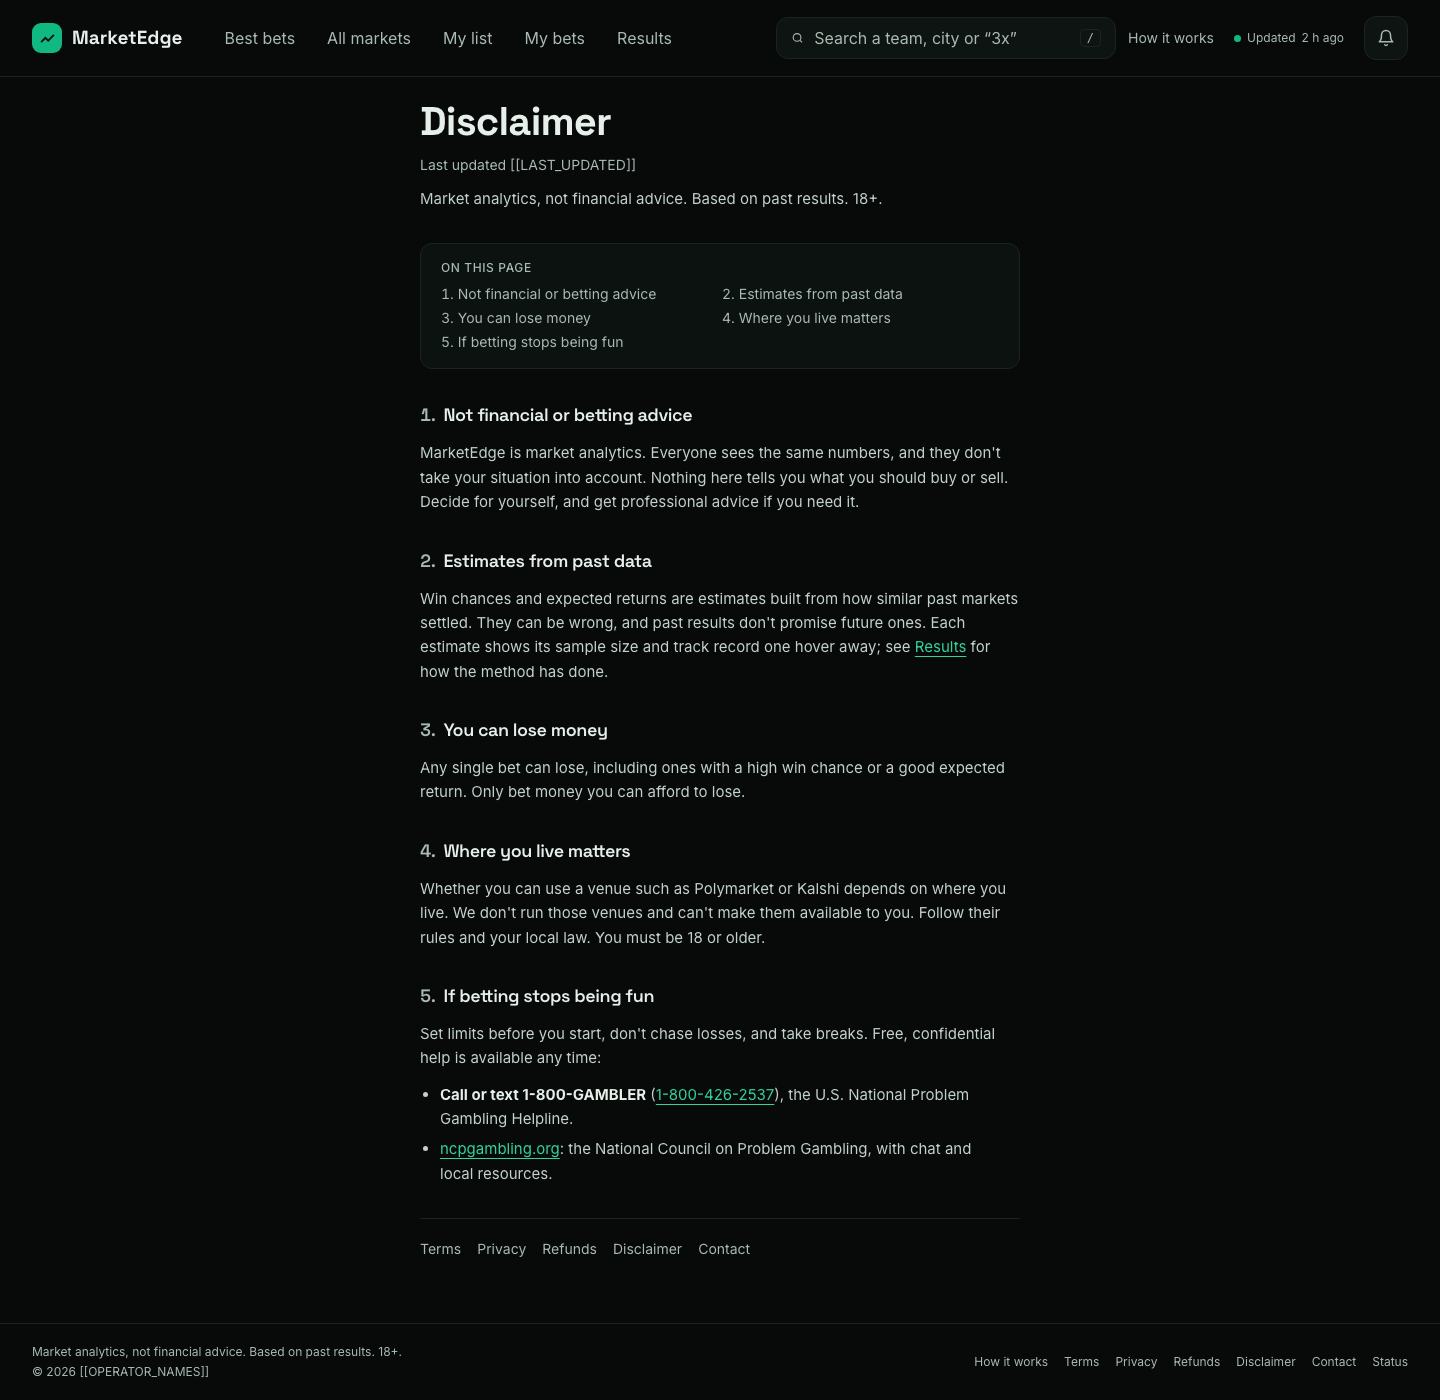 MarketEdge
Best bets
All markets
My list
My bets
Results
Search a team, city or “3x”
/
How it works
Updated 2 h ago
Disclaimer
Last updated [[LAST_UPDATED]]
Market analytics, not financial advice. Based on past results. 18+.
ON THIS PAGE
1. Not financial or betting advice
2. Estimates from past data
3. You can lose money
4. Where you live matters
5. If betting stops being fun
1. Not financial or betting advice
MarketEdge is market analytics. Everyone sees the same numbers, and they don't
take your situation into account. Nothing here tells you what you should buy or sell.
Decide for yourself, and get professional advice if you need it.
2. Estimates from past data
Win chances and expected returns are estimates built from how similar past markets
settled. They can be wrong, and past results don't promise future ones. Each
estimate shows its sample size and track record one hover away; see Results for
how the method has done.
3. You can lose money
Any single bet can lose, including ones with a high win chance or a good expected
return. Only bet money you can afford to lose.
4. Where you live matters
Whether you can use a venue such as Polymarket or Kalshi depends on where you
live. We don't run those venues and can't make them available to you. Follow their
rules and your local law. You must be 18 or older.
5. If betting stops being fun
Set limits before you start, don't chase losses, and take breaks. Free, confidential
help is available any time:
• Call or text 1-800-GAMBLER (1-800-426-2537), the U.S. National Problem
Gambling Helpline.
• ncpgambling.org: the National Council on Problem Gambling, with chat and
local resources.
Terms
Privacy
Refunds
Disclaimer
Contact
Market analytics, not financial advice. Based on past results. 18+.
© 2026 [[OPERATOR_NAMES]]
How it works
Terms
Privacy
Refunds
Disclaimer
Contact
Status